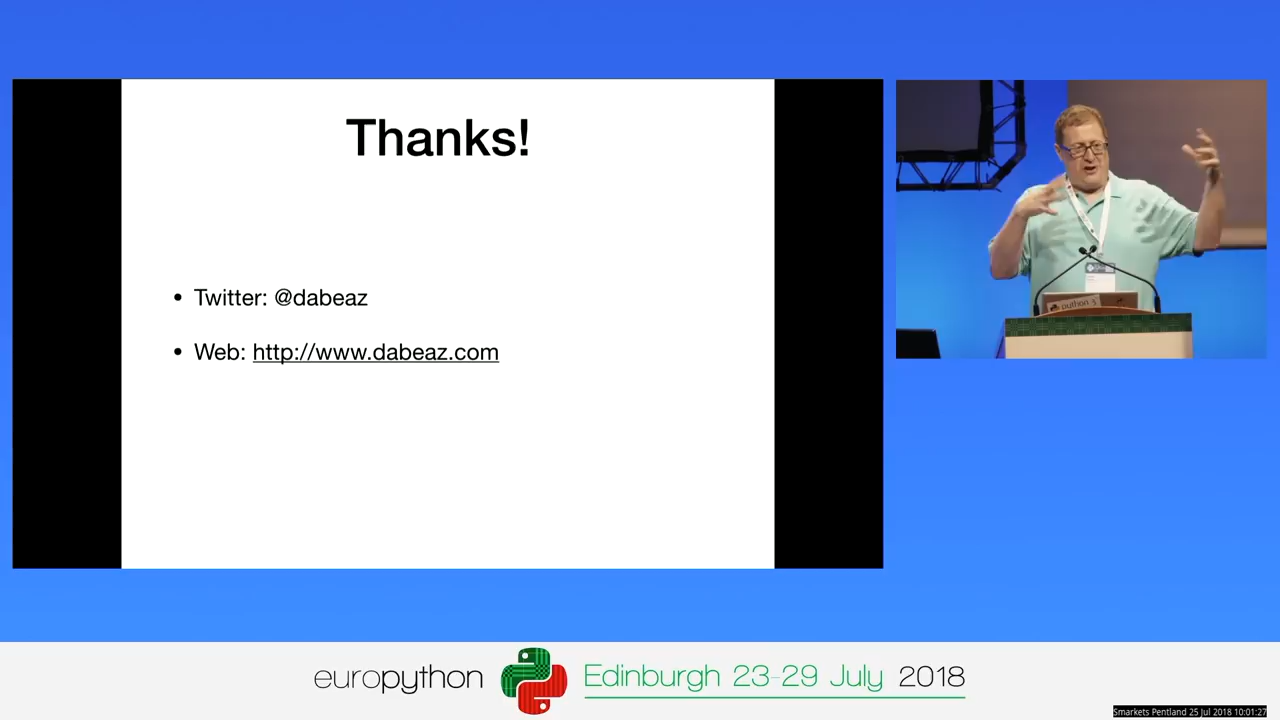 Thanks!
• Twitter: @dabeaz
• Web: http://www.dabeaz.com
python 3
europython
Edinburgh 23-29 July 2018
Smarkets Pentland 25 Jul 2018 10:01:27